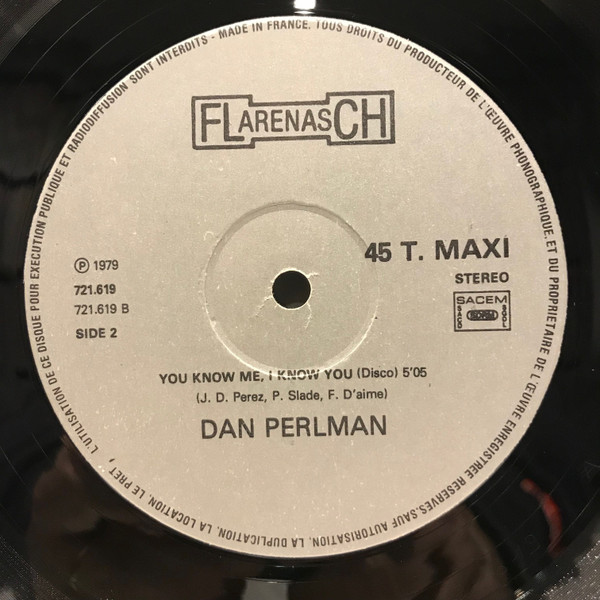 L'UTILISATION DE CE DISQUE POUR EXECUTION PUBLIQUE ET RADIODIFFUSION SONT INTERDITS - MADE IN FRANCE. TOUS DROITS DU PRODUCTEUR DE L'ŒUVRE PHONOGRAPHIQUE, ET DU PROPRIETAIRE DE L'ŒUVRE ENREGISTREE RESERVES. SAUF AUTORISATION, LA DUPLICATION, LA LOCATION, LE PRET,
FLARENASCH
45 T. MAXI
STEREO
℗ 1979
721.619
721.619 B
SIDE 2
SACEM
SACD
SDRM
SGDL
YOU KNOW ME, I KNOW YOU (Disco) 5'05
(J. D. Perez, P. Slade, F. D'aime)
DAN PERLMAN